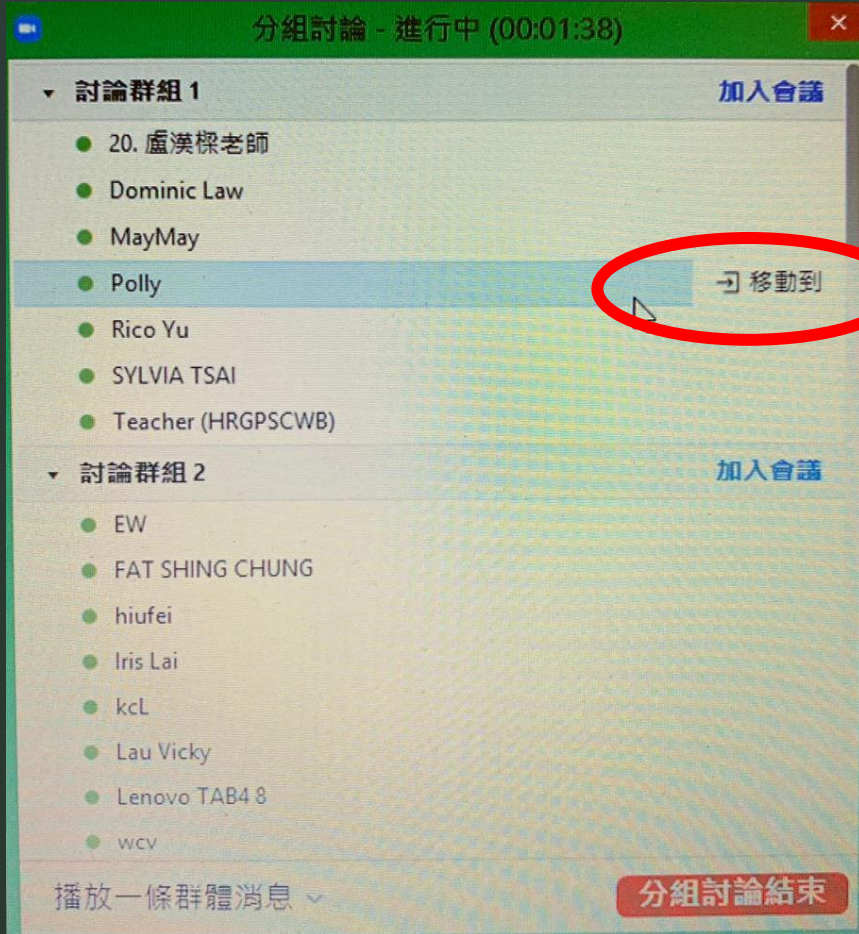 分組討論 - 進行中 (00:01:38)
討論群組 1 加入會議
20. 盧漢樑老師
Dominic Law
MayMay
Polly 移動到
Rico Yu
SYLVIA TSAI
Teacher (HRGPSCWB)
討論群組 2 加入會議
EW
FAT SHING CHUNG
hiufei
Iris Lai
kcL
Lau Vicky
Lenovo TAB4 8
wcv
播放一條群體消息
分組討論結束